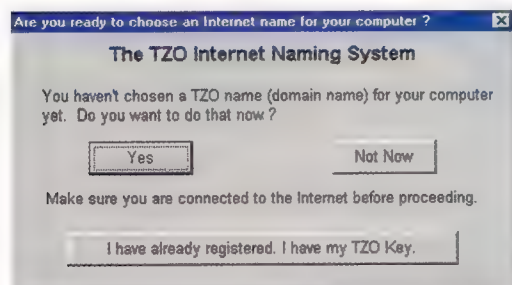 Are you ready to choose an Internet name for your computer ?
The TZO Internet Naming System
You haven't chosen a TZO name (domain name) for your computer
yet. Do you want to do that now ?
Yes
Not Now
Make sure you are connected to the Internet before proceeding.
I have already registered. I have my TZO Key.